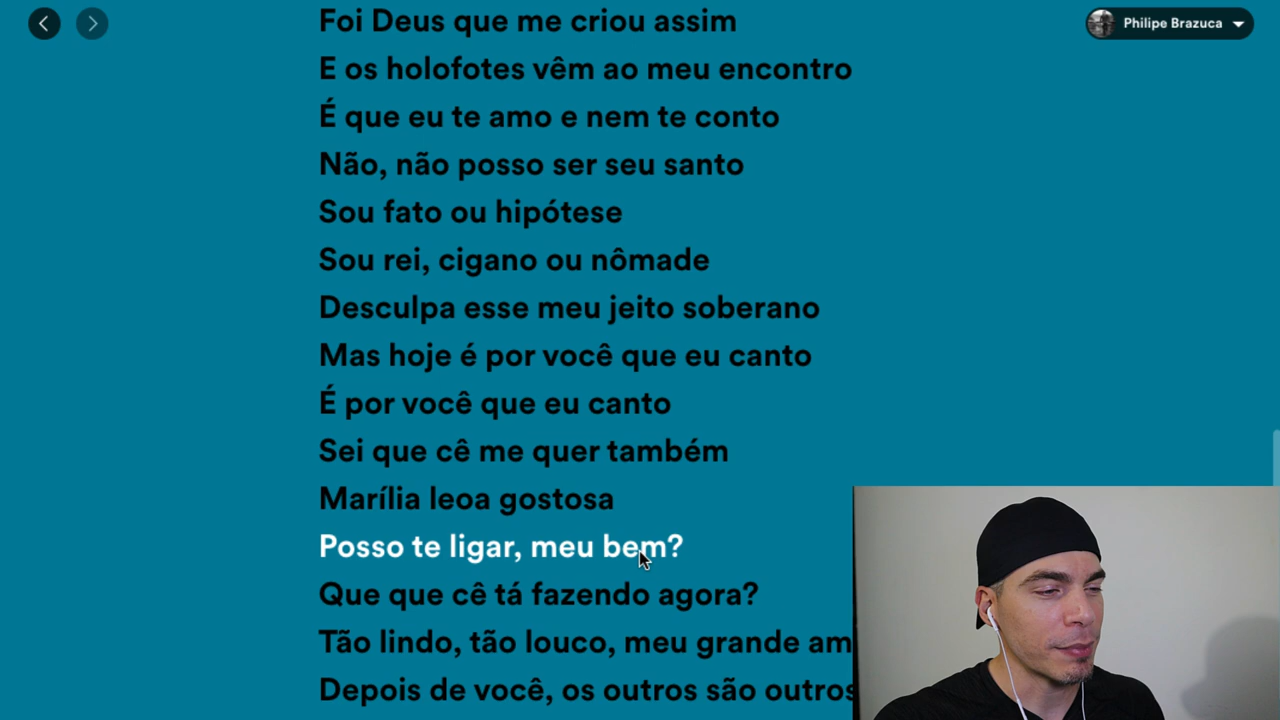 Foi Deus que me criou assim
Philipe Brazuca
E os holofotes vêm ao meu encontro
É que eu te amo e nem te conto
Não, não posso ser seu santo
Sou fato ou hipótese
Sou rei, cigano ou nômade
Desculpa esse meu jeito soberano
Mas hoje é por você que eu canto
É por você que eu canto
Sei que cê me quer também
Marília leoa gostosa
Posso te ligar, meu bem?
Que que cê tá fazendo agora?
Tão lindo, tão louco, meu grande am
Depois de você, os outros são outros